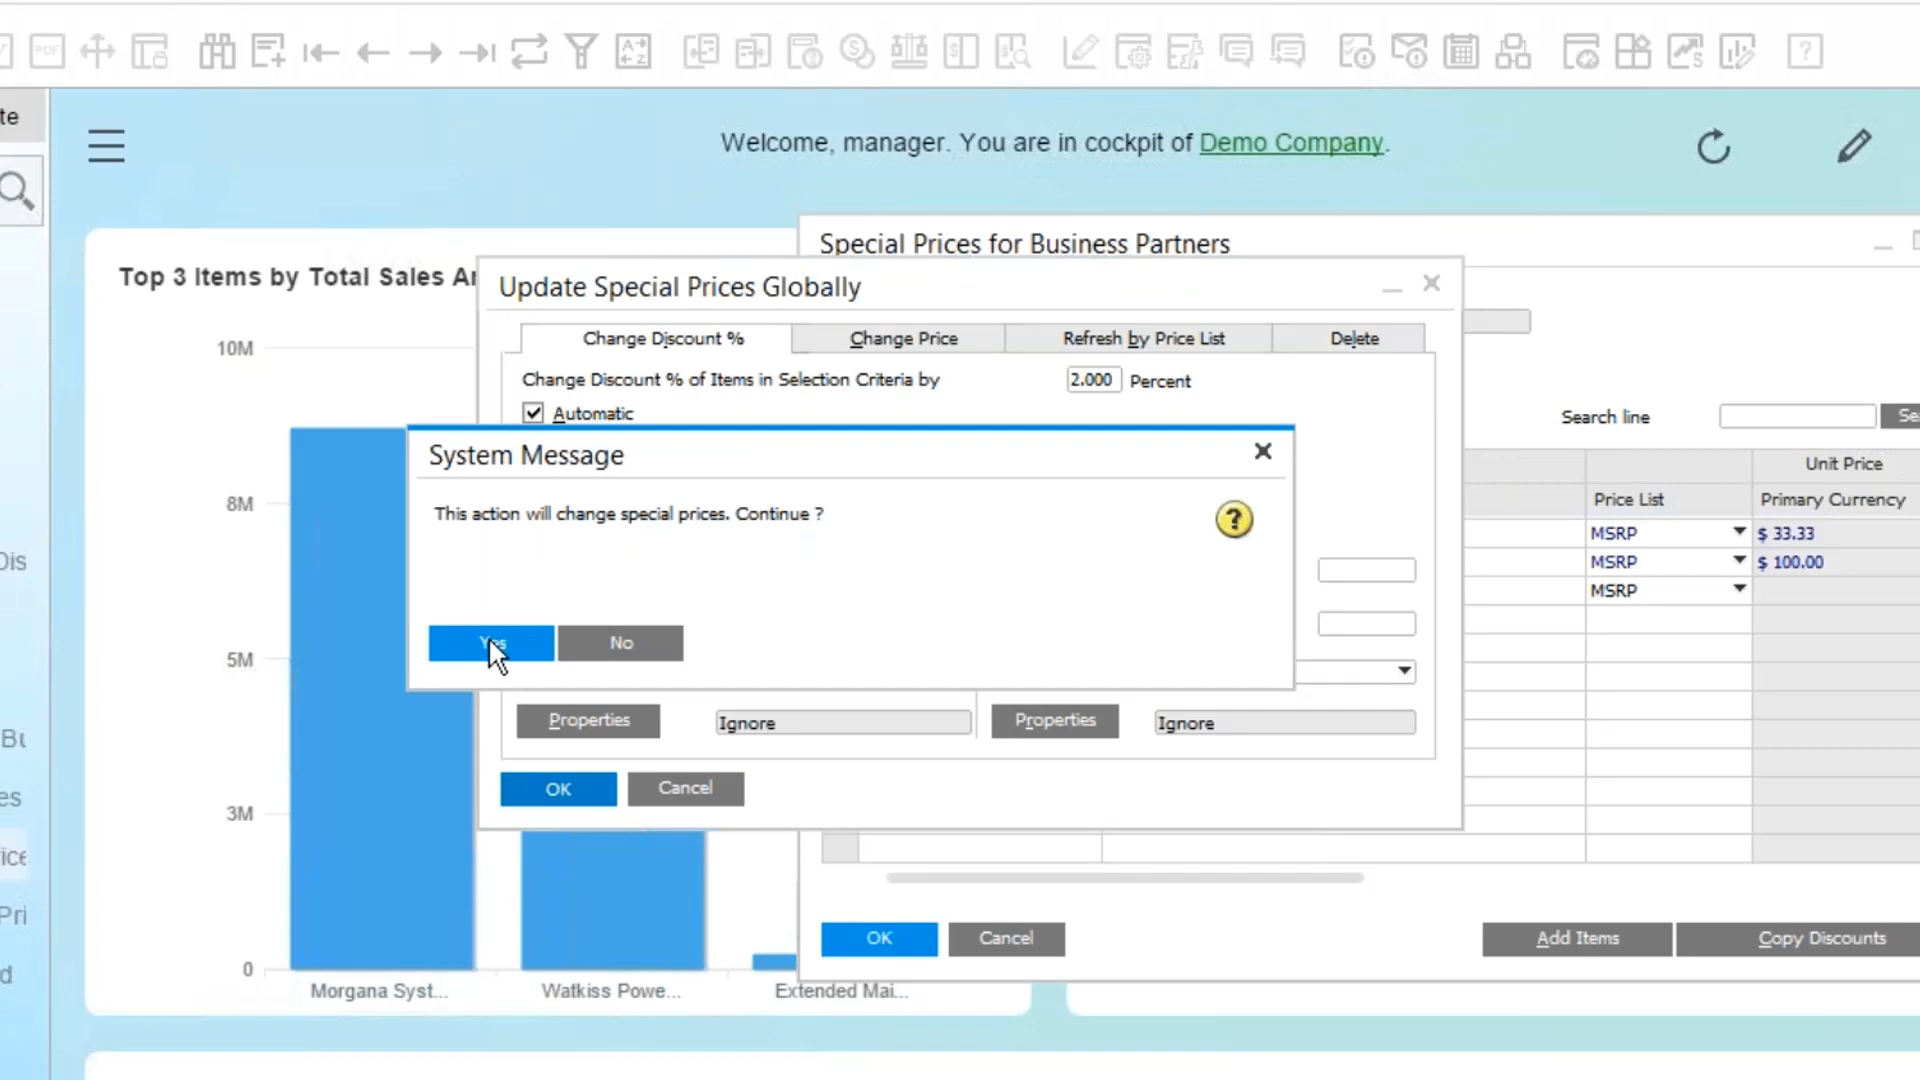 PDF
te
Welcome, manager. You are in cockpit of Demo Company.
Special Prices for Business Partners
Top 3 Items by Total Sales
Update Special Prices Globally
Change Discount %
Change Price
Refresh by Price List
Delete
Change Discount % of Items in Selection Criteria by
2.000
Percent
Automatic
10M
8M
5M
3M
0
System Message
This action will change special prices. Continue ?
?
Yes
No
Properties
Ignore
Properties
Ignore
OK
Cancel
Search line
Se
Unit Price
Price List
Primary Currency
MSRP
$ 33.33
MSRP
$ 100.00
MSRP
Dis
Bu
es
ice
Pri
d
OK
Cancel
Add Items
Copy Discounts
Morgana Syst...
Watkiss Powe...
Extended Mai...